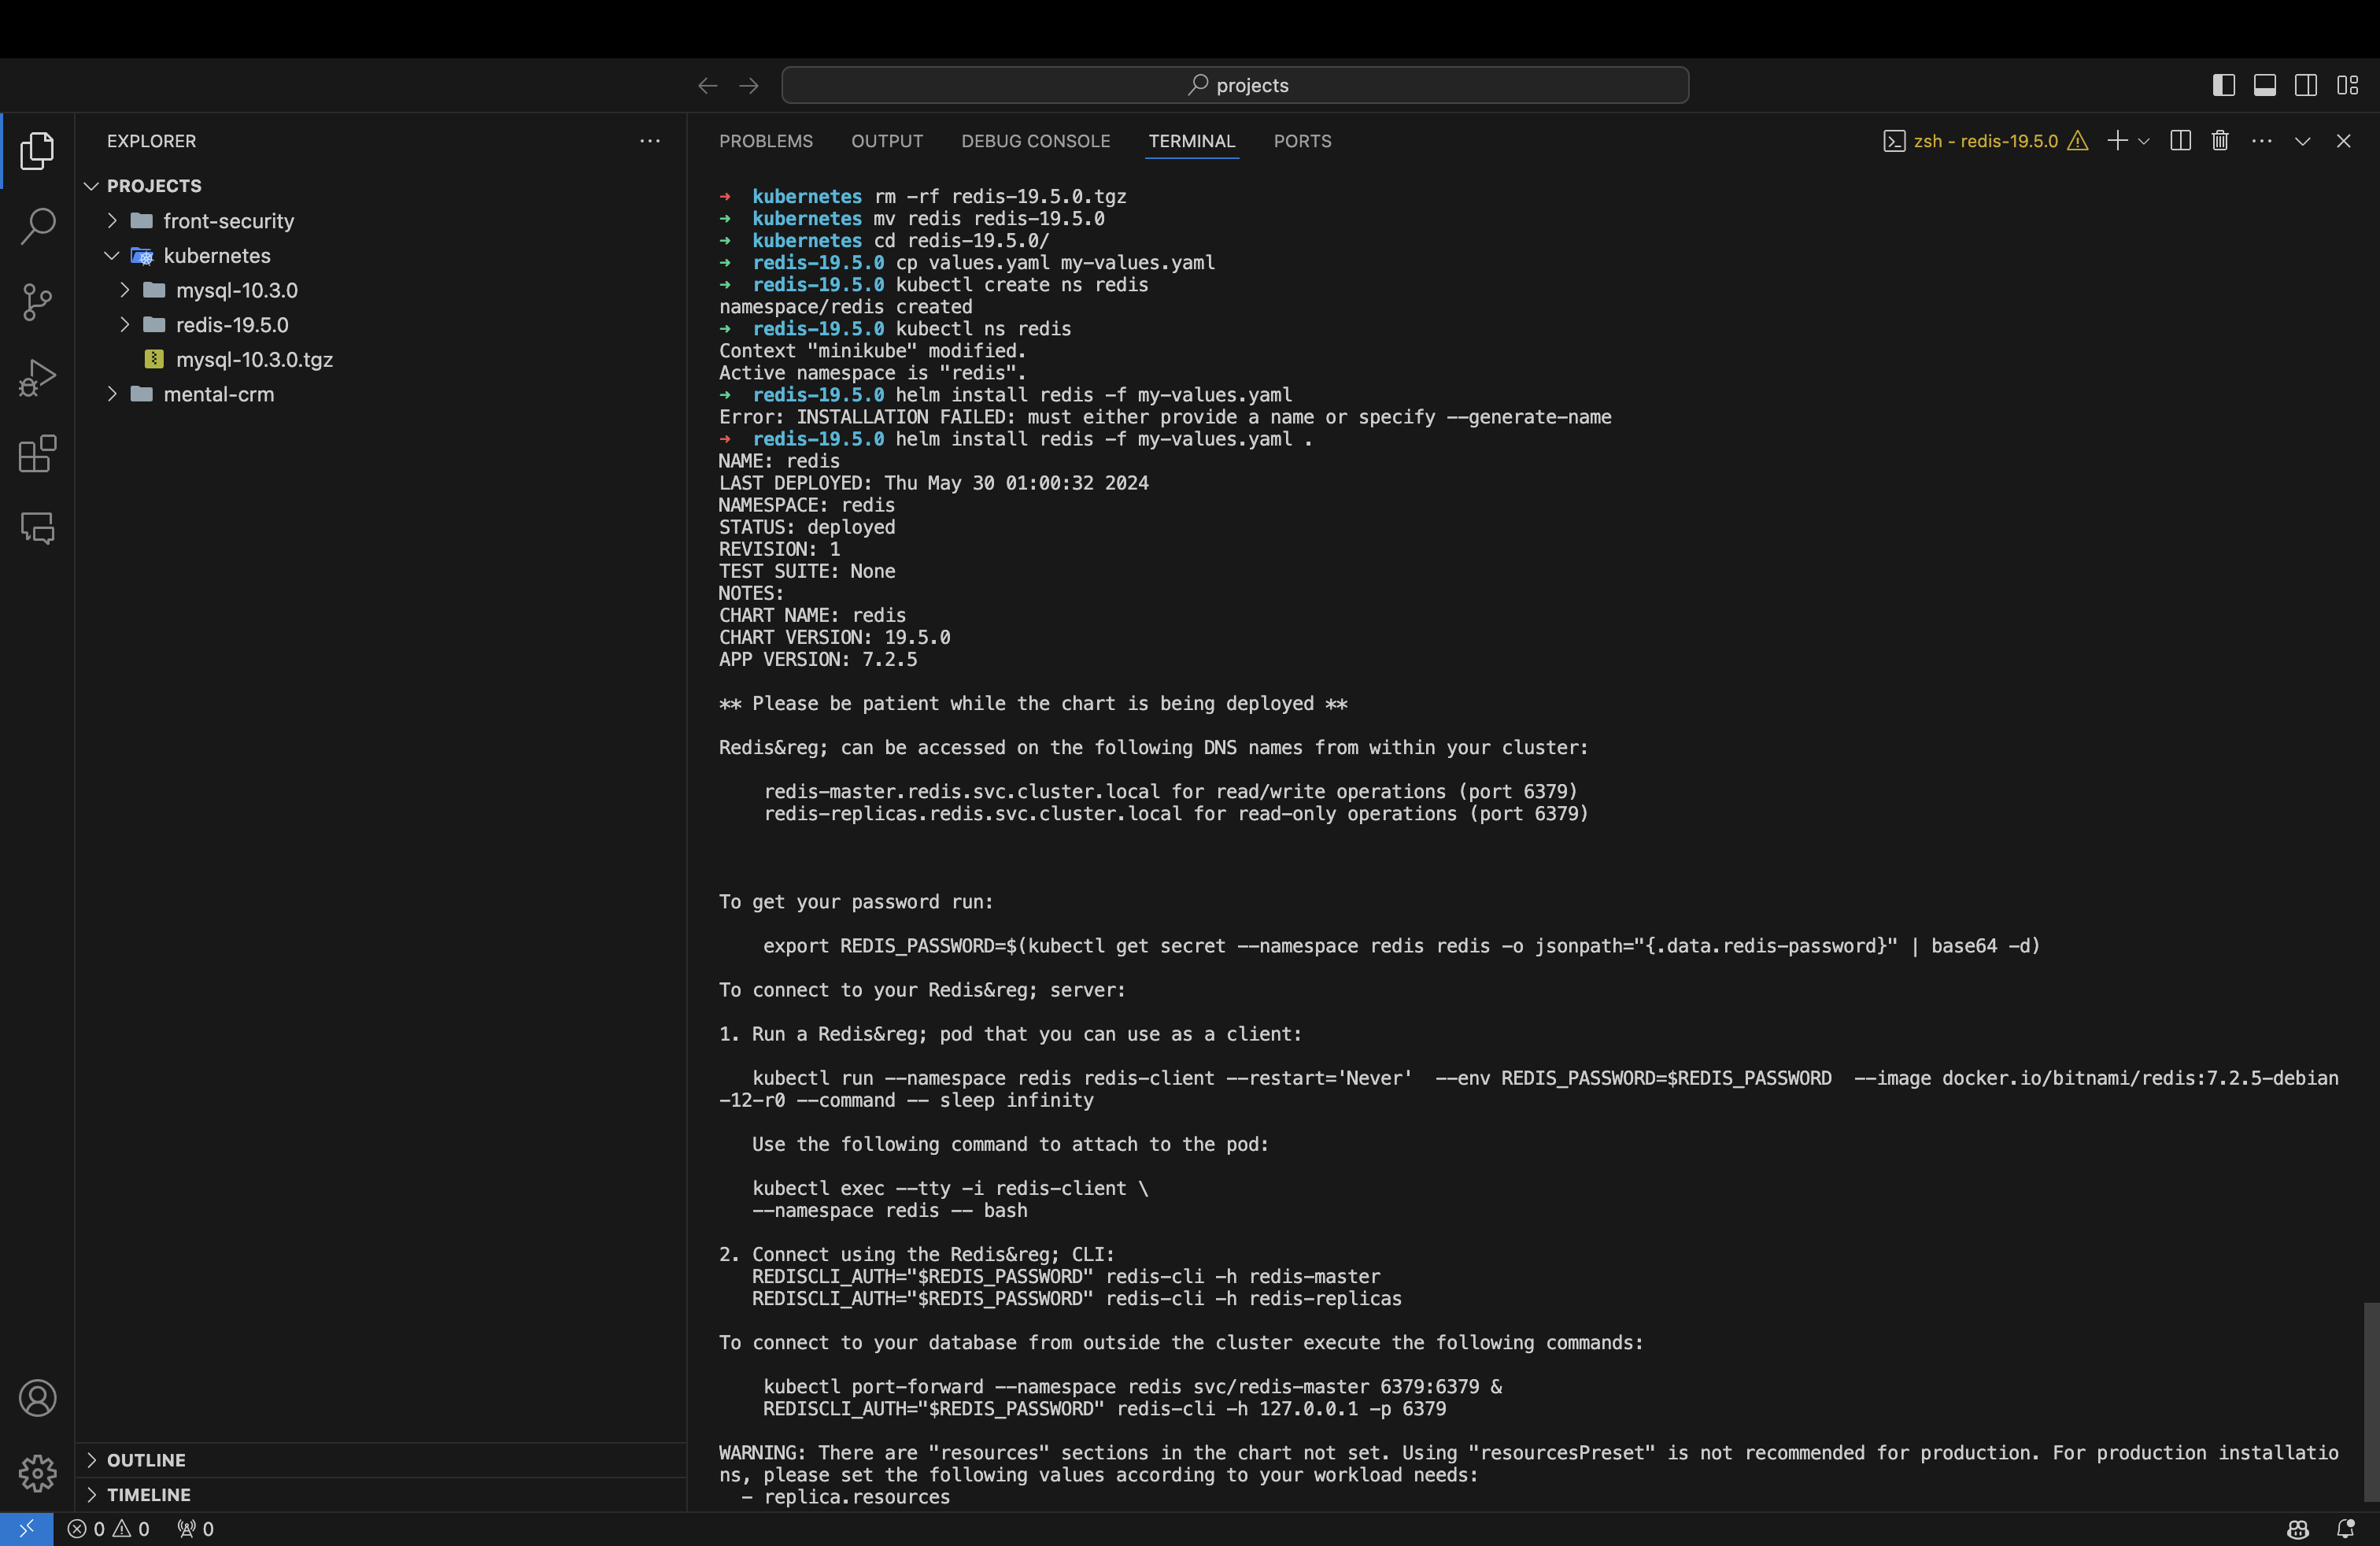 projects
EXPLORER
PROJECTS
front-security
kubernetes
mysql-10.3.0
redis-19.5.0
mysql-10.3.0.tgz
mental-crm
OUTLINE
TIMELINE
PROBLEMS OUTPUT DEBUG CONSOLE TERMINAL PORTS
zsh - redis-19.5.0
→ kubernetes rm -rf redis-19.5.0.tgz
→ kubernetes mv redis redis-19.5.0
→ kubernetes cd redis-19.5.0/
→ redis-19.5.0 cp values.yaml my-values.yaml
→ redis-19.5.0 kubectl create ns redis
namespace/redis created
→ redis-19.5.0 kubectl ns redis
Context "minikube" modified.
Active namespace is "redis".
→ redis-19.5.0 helm install redis -f my-values.yaml
Error: INSTALLATION FAILED: must either provide a name or specify --generate-name
→ redis-19.5.0 helm install redis -f my-values.yaml .
NAME: redis
LAST DEPLOYED: Thu May 30 01:00:32 2024
NAMESPACE: redis
STATUS: deployed
REVISION: 1
TEST SUITE: None
NOTES:
CHART NAME: redis
CHART VERSION: 19.5.0
APP VERSION: 7.2.5
** Please be patient while the chart is being deployed **
Redis&reg; can be accessed on the following DNS names from within your cluster:
redis-master.redis.svc.cluster.local for read/write operations (port 6379)
redis-replicas.redis.svc.cluster.local for read-only operations (port 6379)
To get your password run:
export REDIS_PASSWORD=$(kubectl get secret --namespace redis redis -o jsonpath="{.data.redis-password}" | base64 -d)
To connect to your Redis&reg; server:
1. Run a Redis&reg; pod that you can use as a client:
kubectl run --namespace redis redis-client --restart='Never'  --env REDIS_PASSWORD=$REDIS_PASSWORD  --image docker.io/bitnami/redis:7.2.5-debian
-12-r0 --command -- sleep infinity
Use the following command to attach to the pod:
kubectl exec --tty -i redis-client \
--namespace redis -- bash
2. Connect using the Redis&reg; CLI:
REDISCLI_AUTH="$REDIS_PASSWORD" redis-cli -h redis-master
REDISCLI_AUTH="$REDIS_PASSWORD" redis-cli -h redis-replicas
To connect to your database from outside the cluster execute the following commands:
kubectl port-forward --namespace redis svc/redis-master 6379:6379 &
REDISCLI_AUTH="$REDIS_PASSWORD" redis-cli -h 127.0.0.1 -p 6379
WARNING: There are "resources" sections in the chart not set. Using "resourcesPreset" is not recommended for production. For production installatio
ns, please set the following values according to your workload needs:
- replica.resources
0 0 0